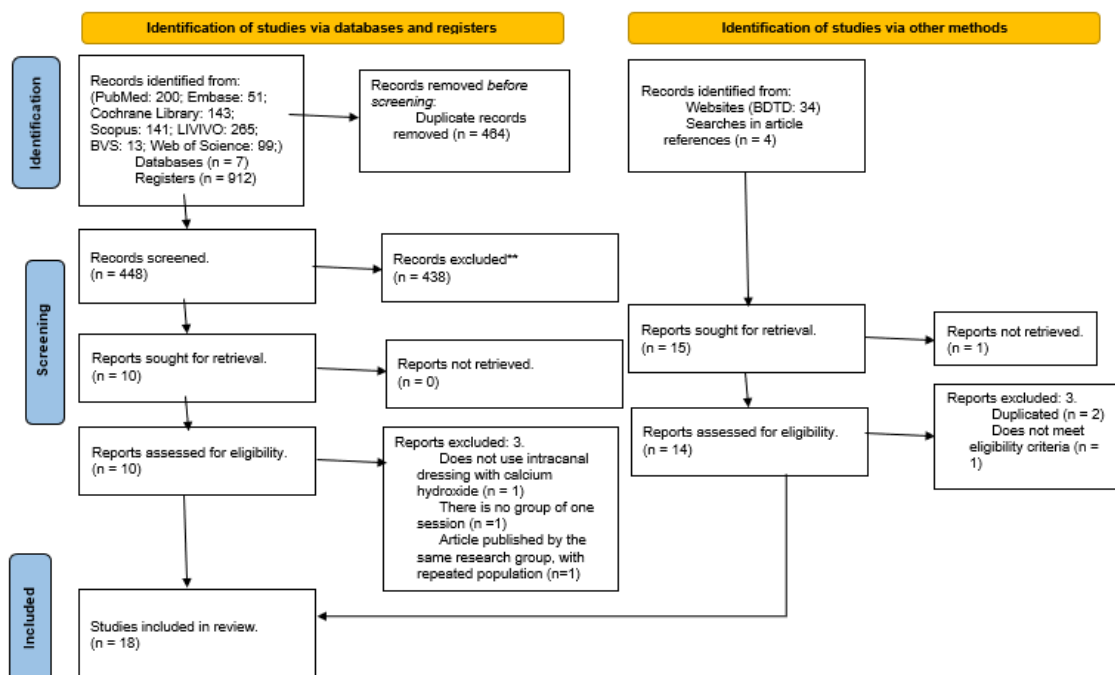 Identification of studies via databases and registers
Identification of studies via other methods
Identification
Records identified from:
(PubMed: 200; Embase: 51;
Cochrane Library: 143;
Scopus: 141; LIVIVO: 265;
BVS: 13; Web of Science: 99;)
Databases (n = 7)
Registers (n = 912)
Records removed before
screening:
Duplicate records
removed (n = 464)
Records identified from:
Websites (BDTD: 34)
Searches in article
references (n = 4)
Screening
Records screened.
(n = 448)
Records excluded**
(n = 438)
Reports sought for retrieval.
(n = 10)
Reports not retrieved.
(n = 0)
Reports sought for retrieval.
(n = 15)
Reports not retrieved.
(n = 1)
Reports assessed for eligibility.
(n = 10)
Reports excluded: 3.
Does not use intracanal
dressing with calcium
hydroxide (n = 1)
There is no group of one
session (n =1)
Article published by the
same research group, with
repeated population (n=1)
Reports assessed for eligibility.
(n = 14)
Reports excluded: 3.
Duplicated (n = 2)
Does not meet
eligibility criteria (n =
1)
Included
Studies included in review.
(n = 18)